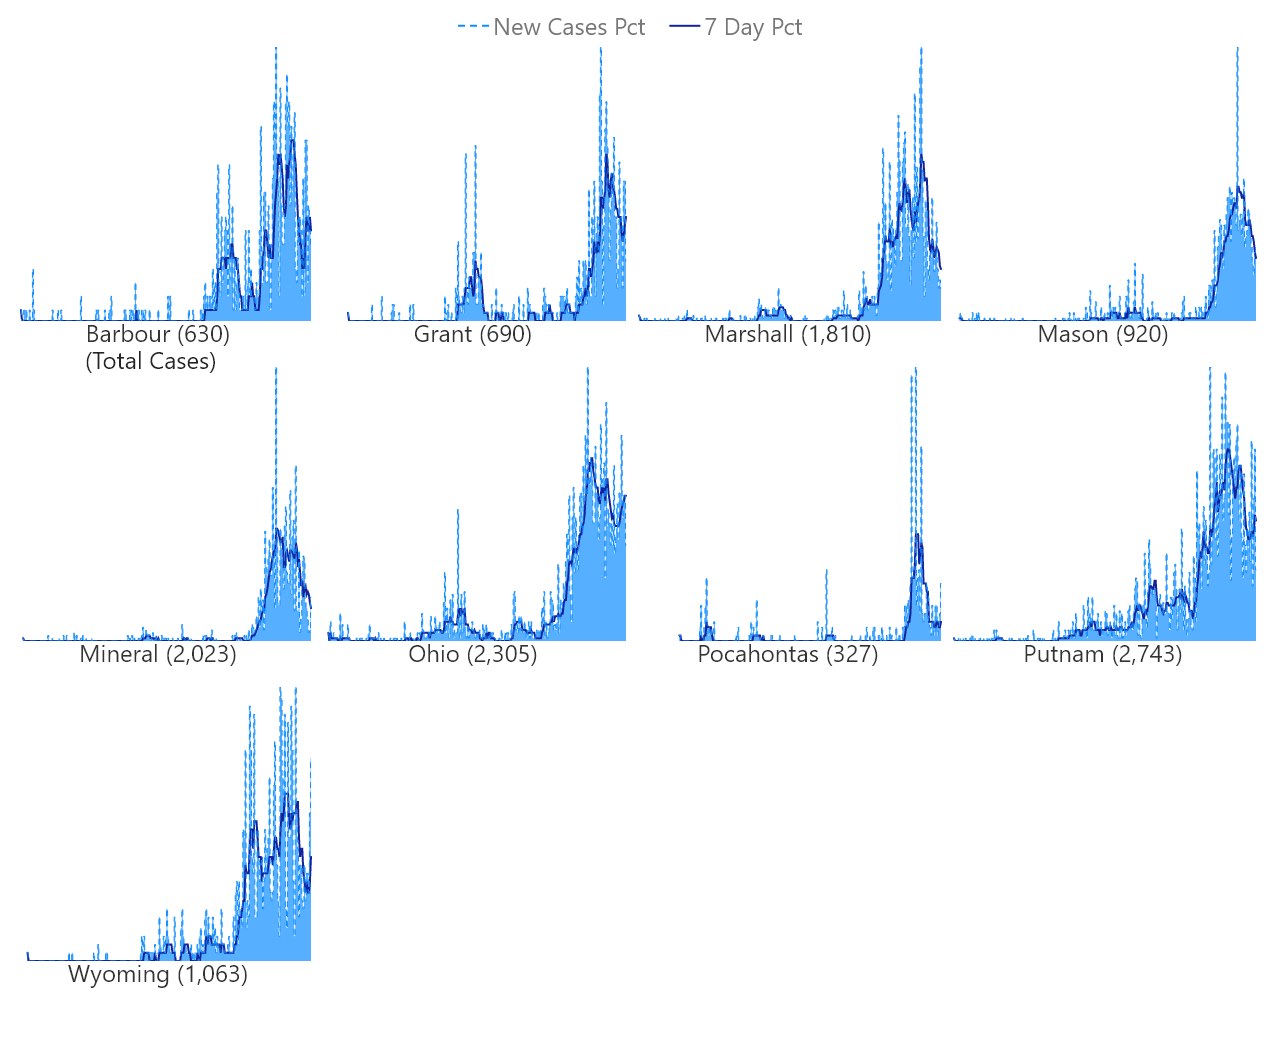 New Cases Pct 7 Day Pct
Barbour (630)
(Total Cases)
Grant (690)
Marshall (1,810)
Mason (920)
Mineral (2,023)
Ohio (2,305)
Pocahontas (327)
Putnam (2,743)
Wyoming (1,063)